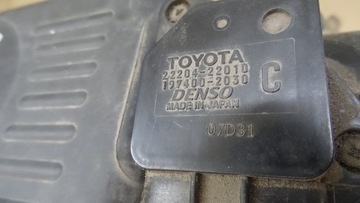 TOYOTA
22204-22010
197400-2030
C
DENSO
MADE IN JAPAN
07D31